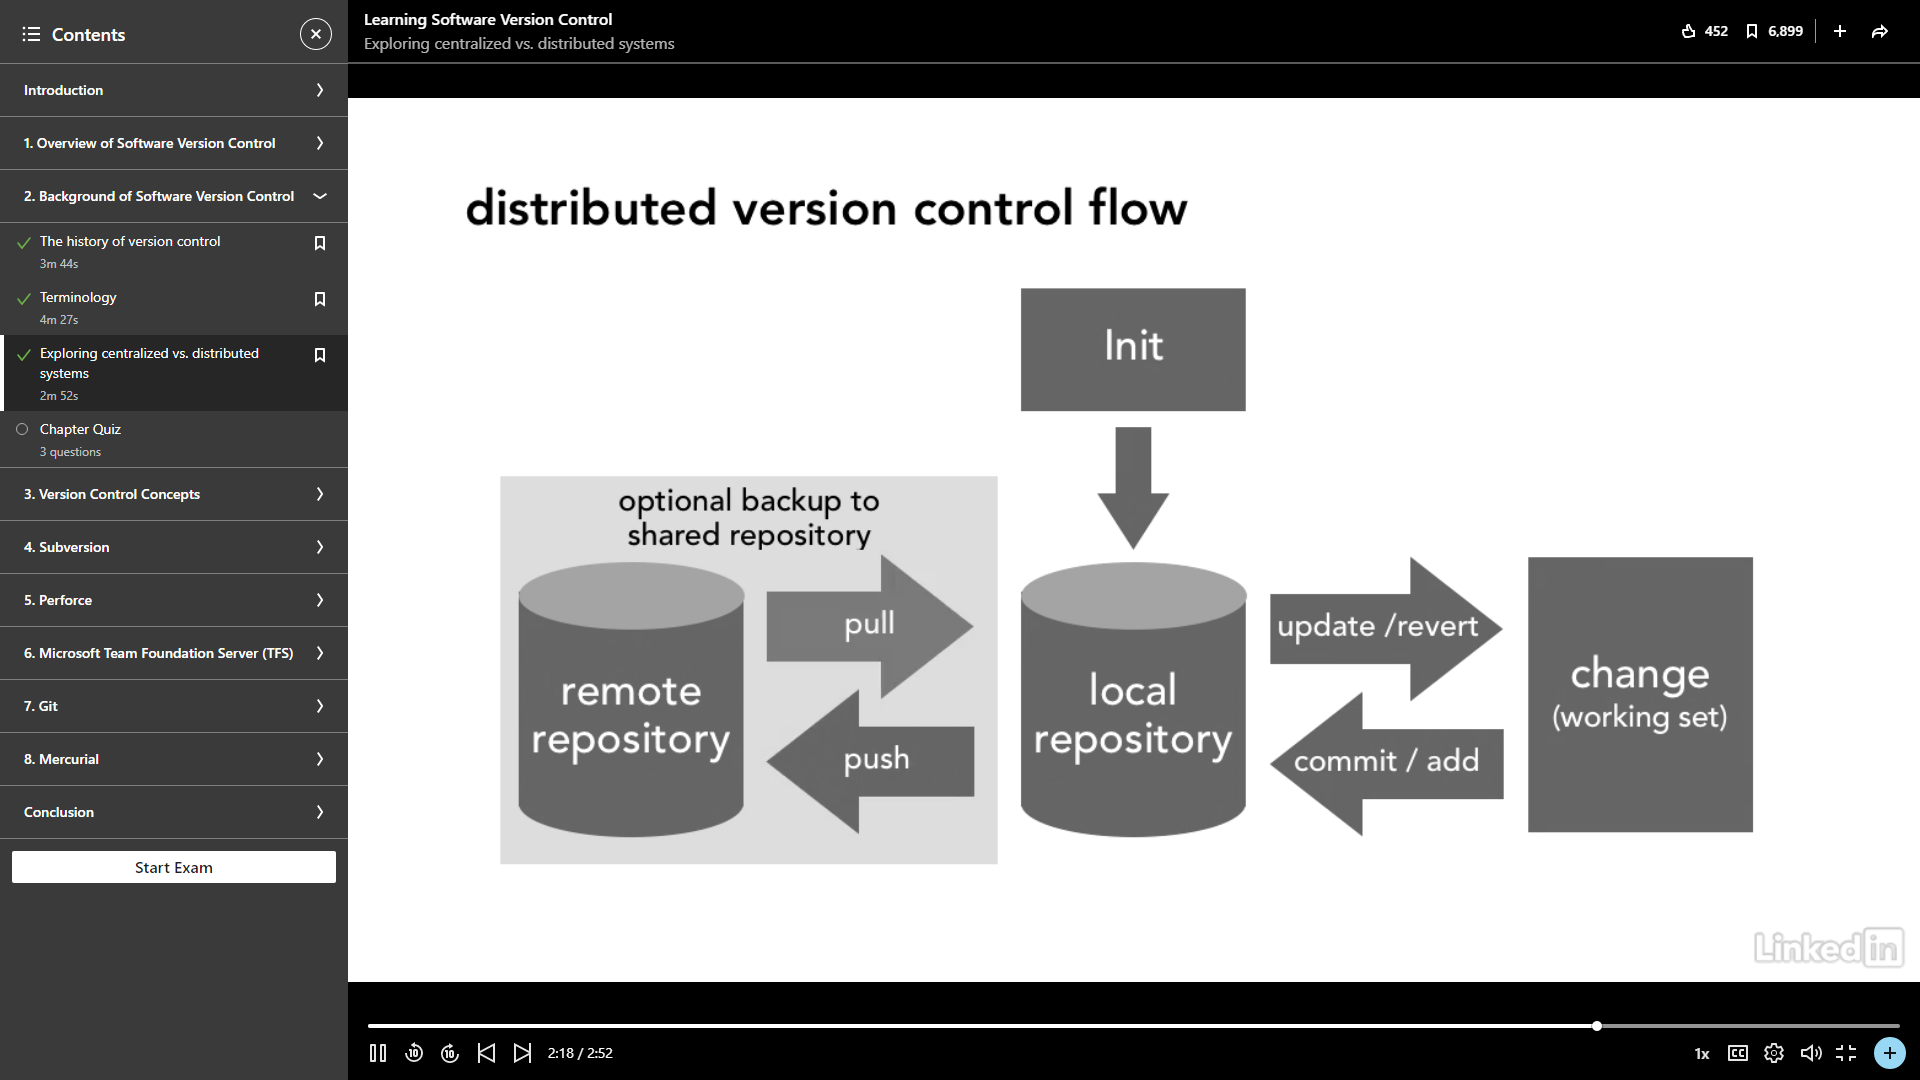 Contents
Introduction
1. Overview of Software Version Control
2. Background of Software Version Control
The history of version control
3m 44s
Terminology
4m 27s
Exploring centralized vs. distributed
systems
2m 52s
Chapter Quiz
3 questions
3. Version Control Concepts
4. Subversion
5. Perforce
6. Microsoft Team Foundation Server (TFS)
7. Git
8. Mercurial
Conclusion
Start Exam
Learning Software Version Control
Exploring centralized vs. distributed systems
452
6,899
distributed version control flow
Init
optional backup to
shared repository
remote
repository
pull
push
local
repository
update /revert
commit / add
change
(working set)
Linked in
10
10
2:18 / 2:52
1x
CC